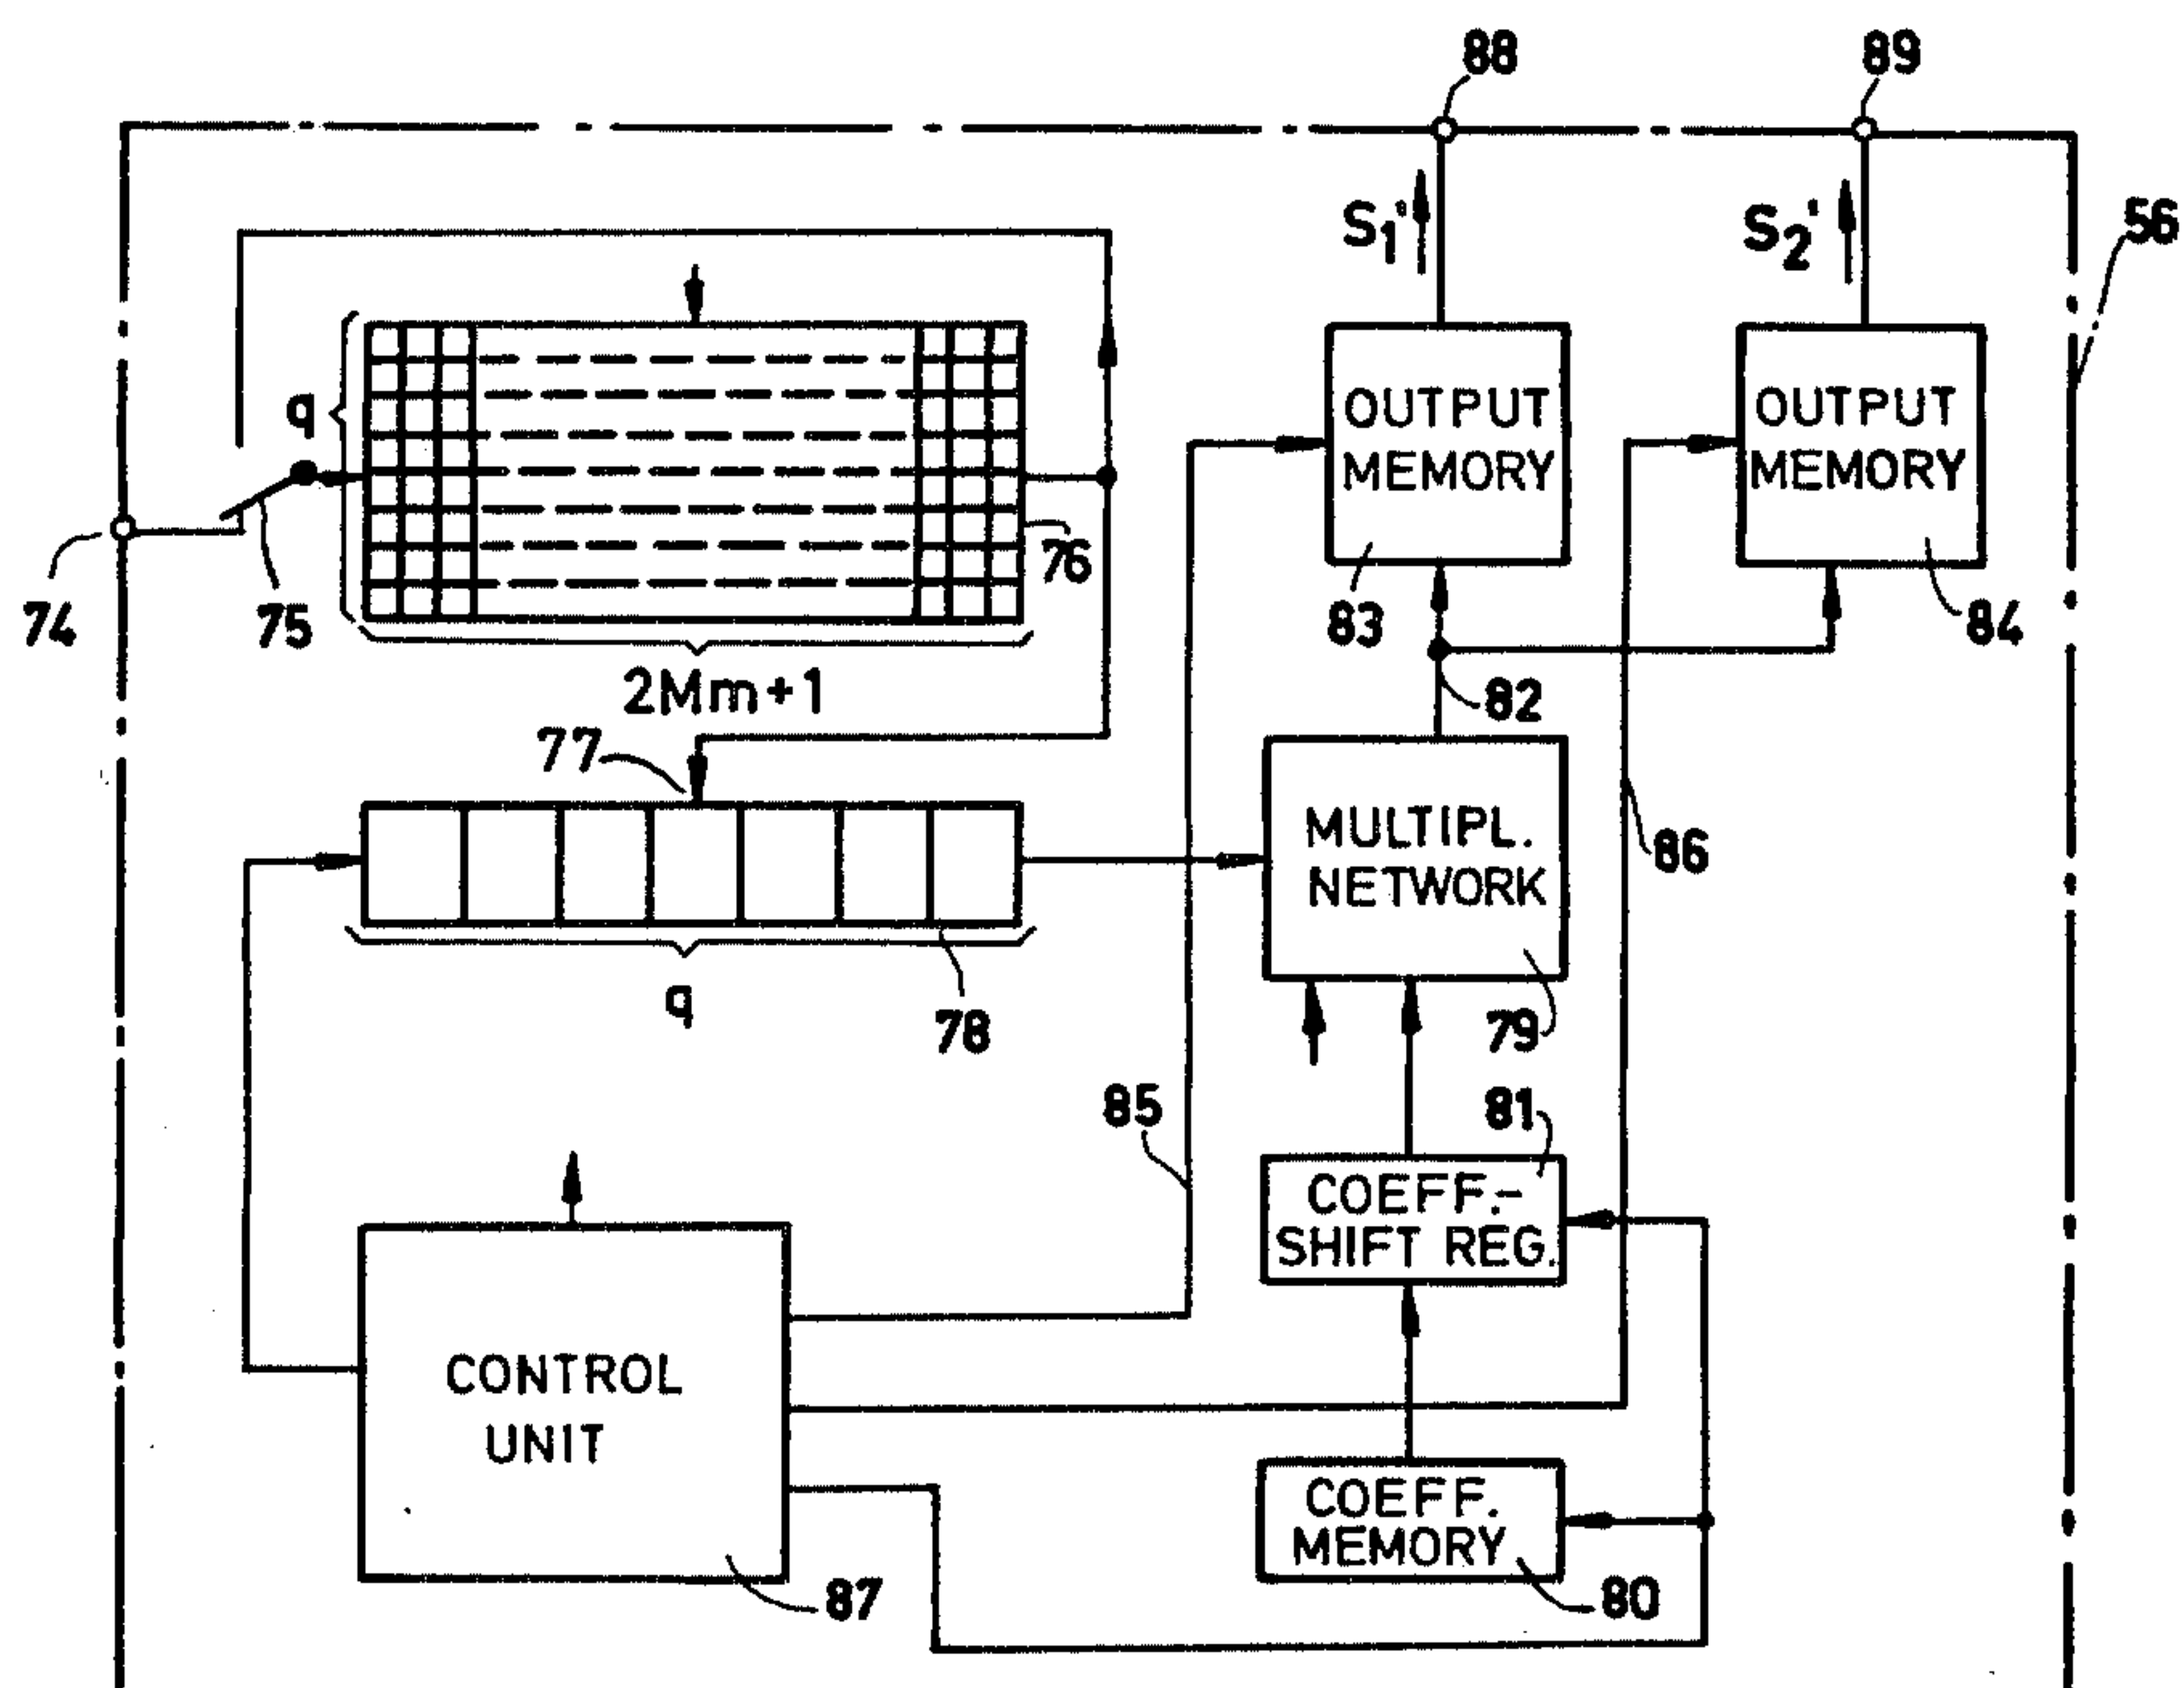 88
89
S1'
S2'
56
q
OUTPUT
MEMORY
OUTPUT
MEMORY
76
74
75
83
84
2Mm+1
82
77
MULTIPL.
NETWORK
86
q
78
79
85
81
COEFF.-
SHIFT REG.
CONTROL
UNIT
COEFF.
MEMORY
87
80